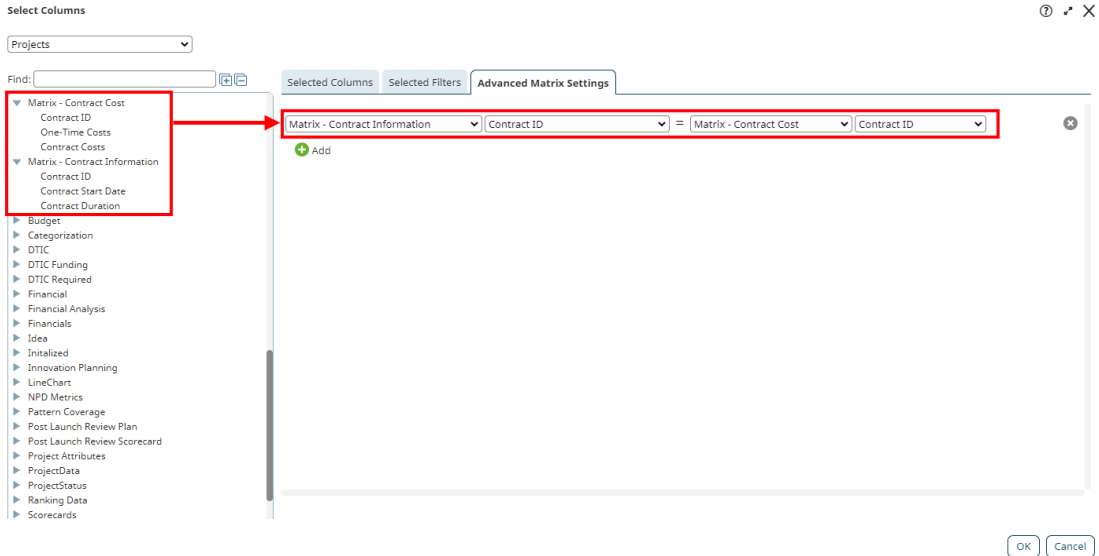 Select Columns
Projects
Find:
Selected Columns Selected Filters Advanced Matrix Settings
Matrix - Contract Cost
Contract ID
One-Time Costs
Contract Costs
Matrix - Contract Information
Contract ID
Contract Start Date
Contract Duration
Budget
Categorization
DTIC
DTIC Funding
DTIC Required
Financial
Financial Analysis
Financials
Idea
Initalized
Innovation Planning
LineChart
NPD Metrics
Pattern Coverage
Post Launch Review Plan
Post Launch Review Scorecard
Project Attributes
ProjectData
ProjectStatus
Ranking Data
Scorecards
Matrix - Contract Information Contract ID = Matrix - Contract Cost Contract ID
Add
OK Cancel